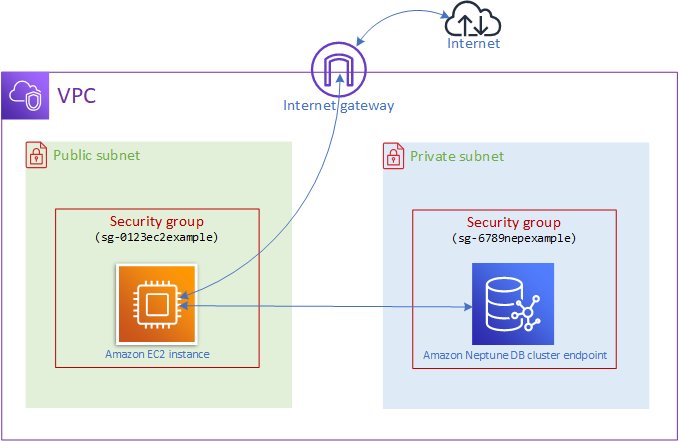 Internet
Internet gateway
VPC
Public subnet
Private subnet
Security group
(sg-0123ec2example)
Security group
(sg-6789nepexample)
Amazon EC2 instance
Amazon Neptune DB cluster endpoint